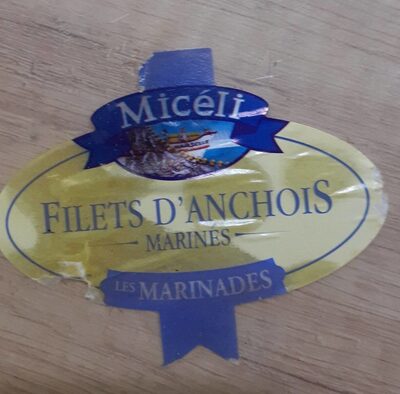 Micéli
FILETS D'ANCHOIS
MARINÉS
LES MARINADES